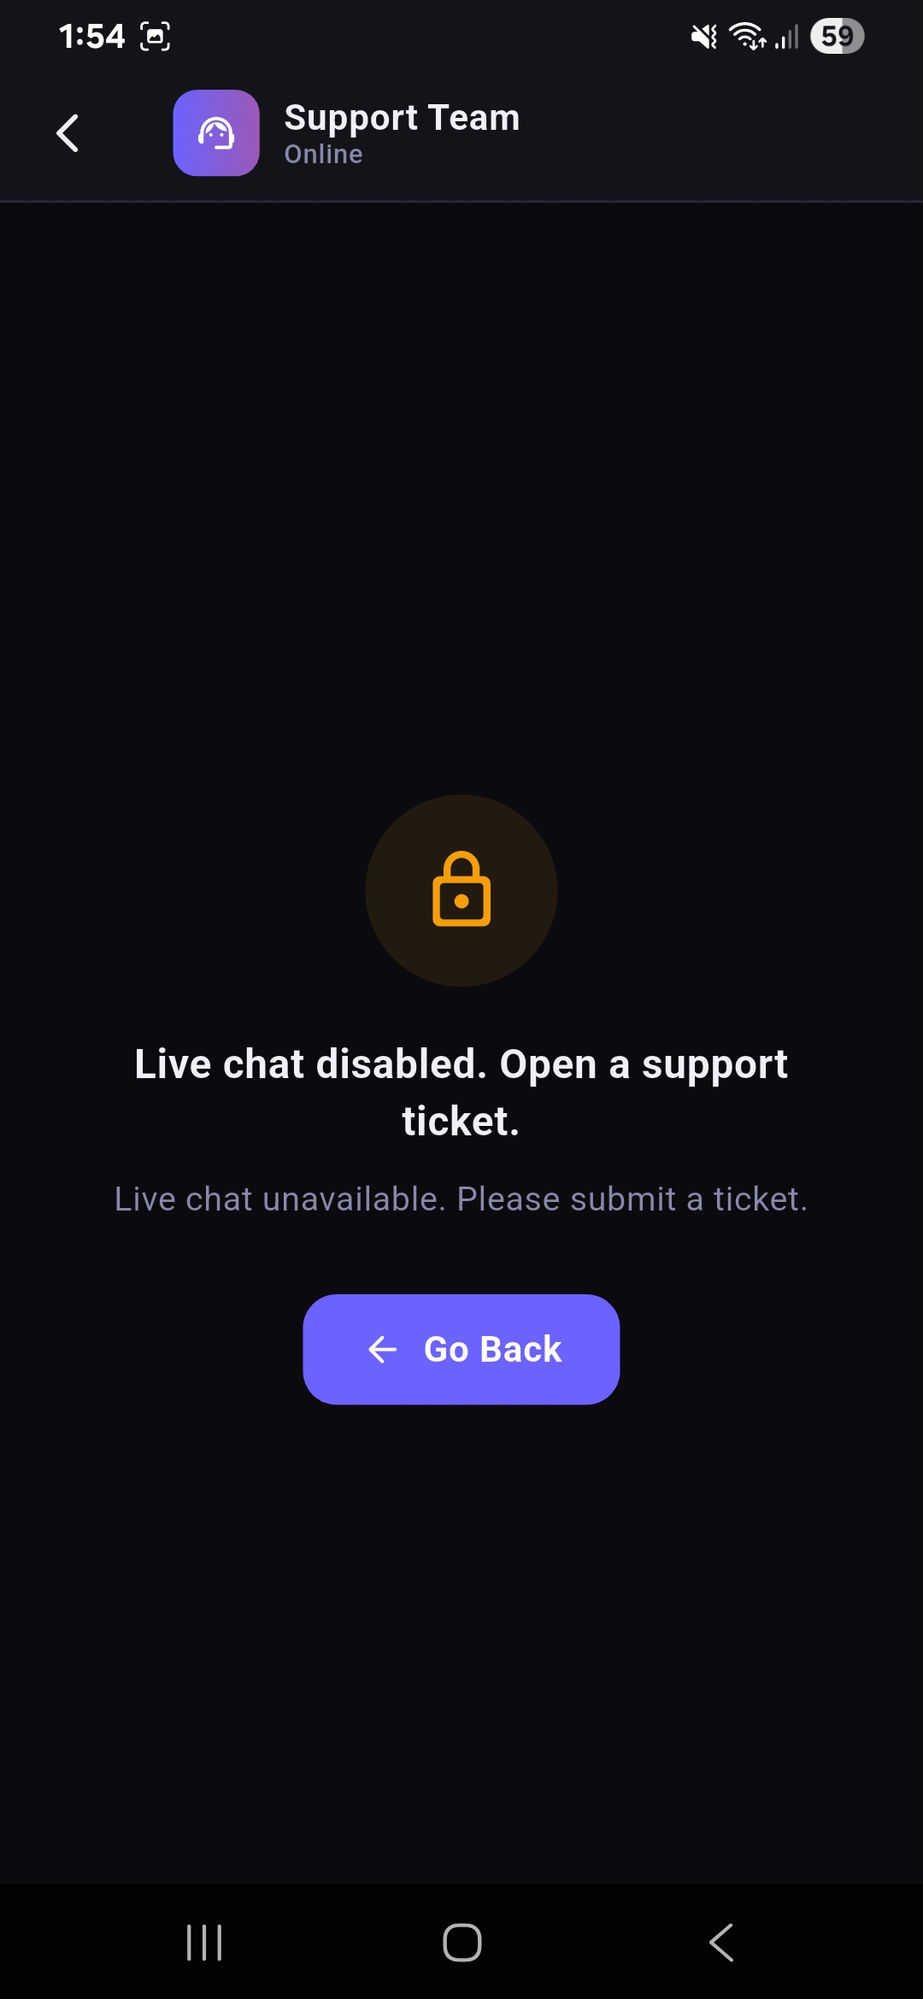 1:54
59
Support Team
Online
Live chat disabled. Open a support
ticket.
Live chat unavailable. Please submit a ticket.
Go Back